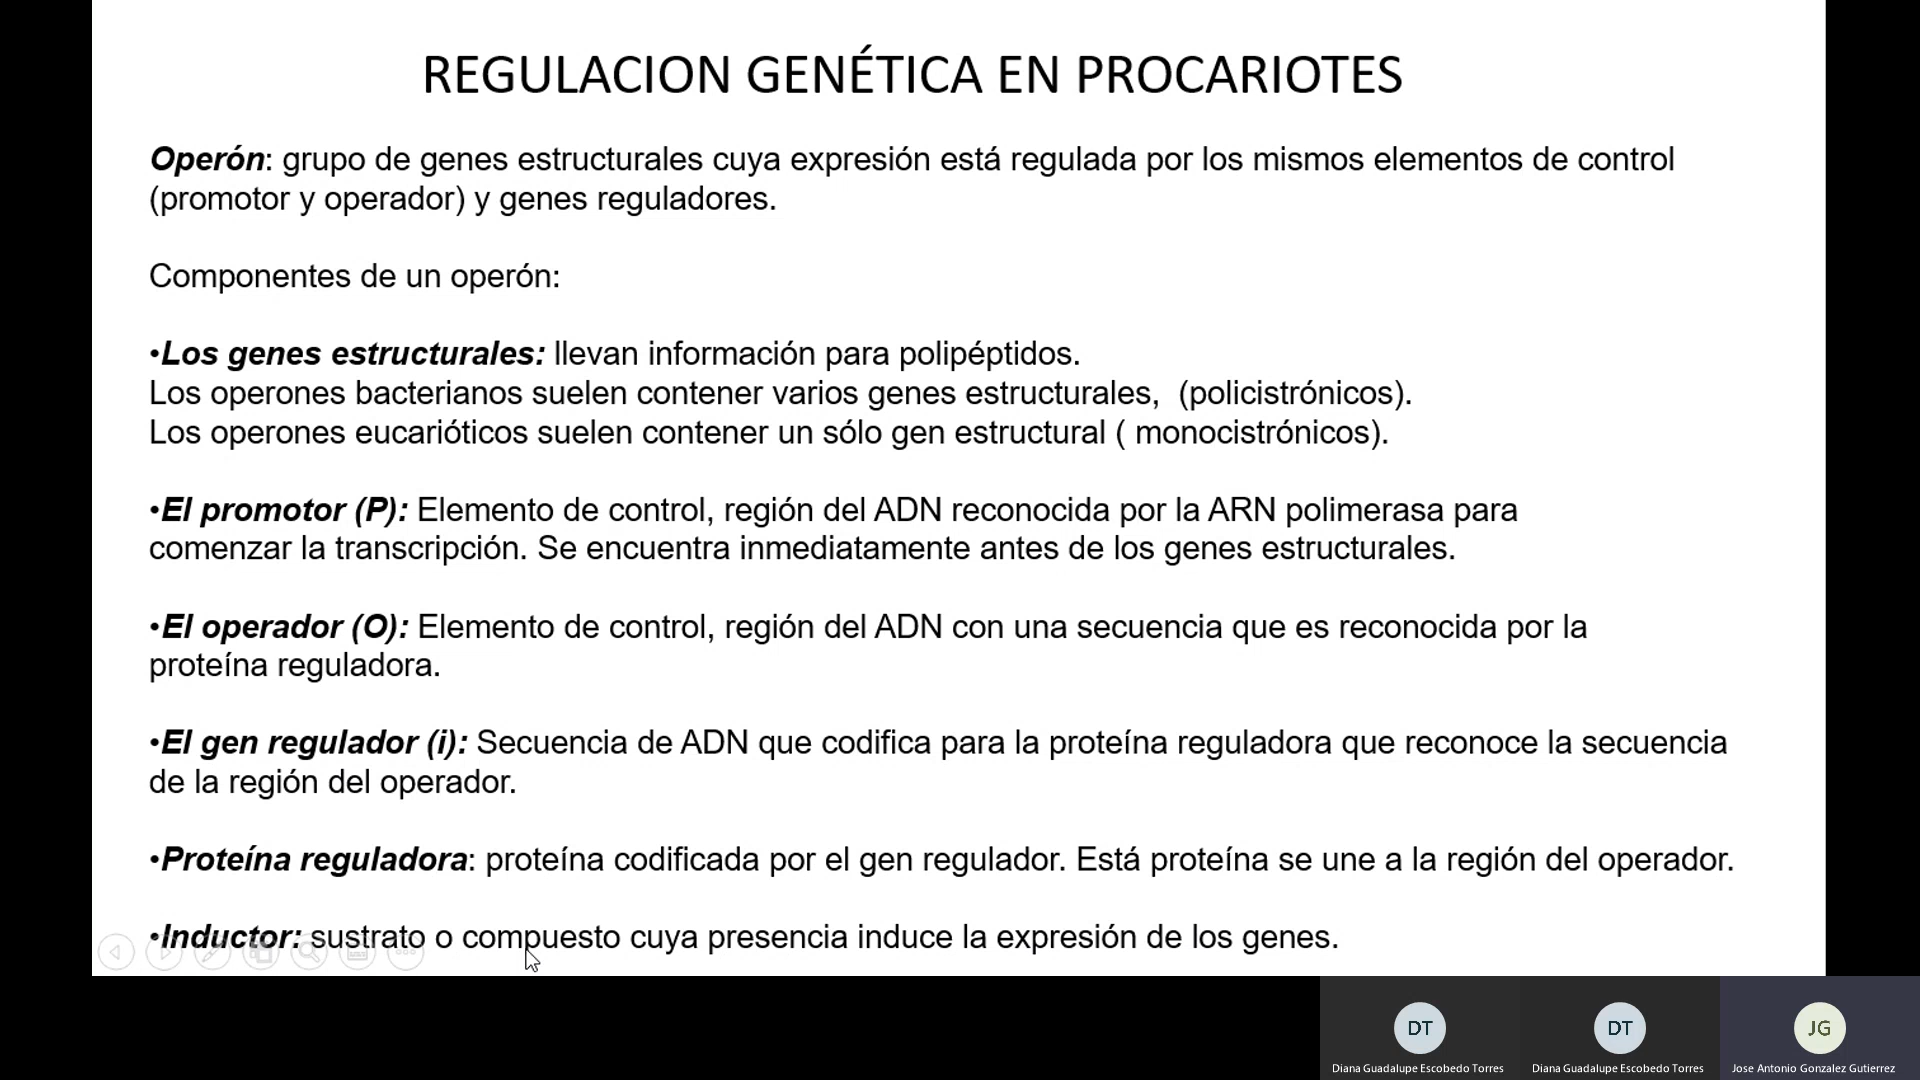 REGULACION GENÉTICA EN PROCARIOTES
Operón: grupo de genes estructurales cuya expresión está regulada por los mismos elementos de control
(promotor y operador) y genes reguladores.
Componentes de un operón:
•Los genes estructurales: llevan información para polipéptidos.
Los operones bacterianos suelen contener varios genes estructurales,  (policistrónicos).
Los operones eucarióticos suelen contener un sólo gen estructural ( monocistrónicos).
•El promotor (P): Elemento de control, región del ADN reconocida por la ARN polimerasa para
comenzar la transcripción. Se encuentra inmediatamente antes de los genes estructurales.
•El operador (O): Elemento de control, región del ADN con una secuencia que es reconocida por la
proteína reguladora.
•El gen regulador (i): Secuencia de ADN que codifica para la proteína reguladora que reconoce la secuencia
de la región del operador.
•Proteína reguladora: proteína codificada por el gen regulador. Está proteína se une a la región del operador.
•Inductor: sustrato o compuesto cuya presencia induce la expresión de los genes.
DT
DT
JG
Diana Guadalupe Escobedo Torres
Diana Guadalupe Escobedo Torres
Jose Antonio Gonzalez Gutierrez